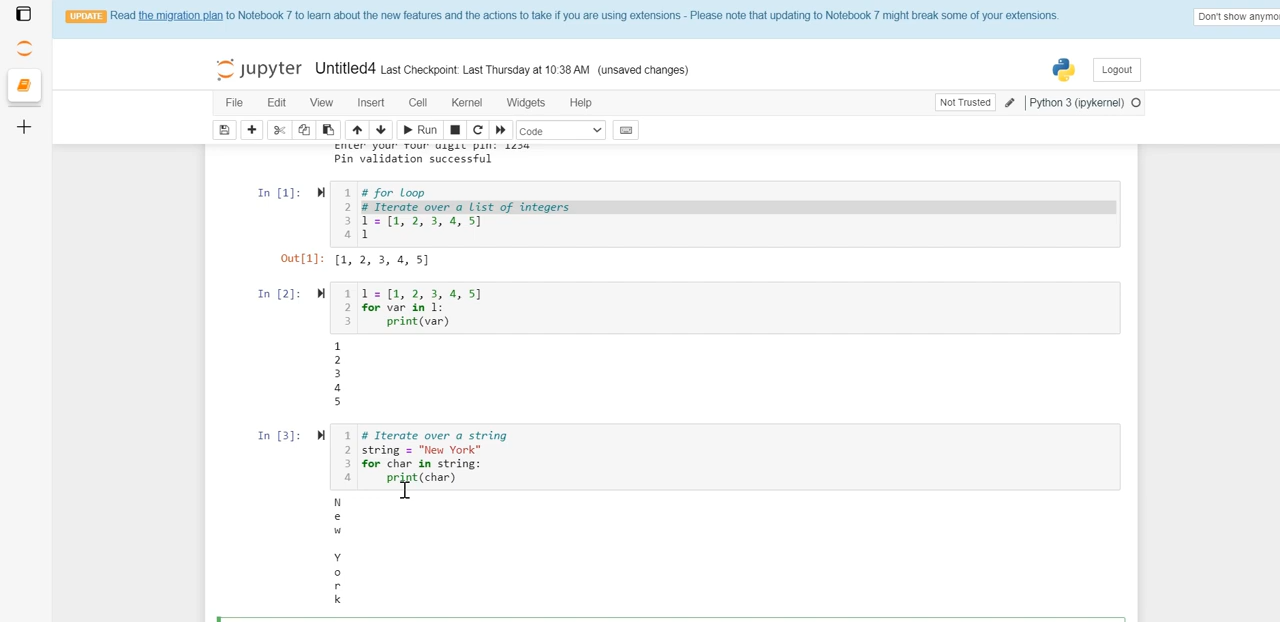 UPDATE Read the migration plan to Notebook 7 to learn about the new features and the actions to take if you are using extensions - Please note that updating to Notebook 7 might break some of your extensions.
Don't show anymo
jupyter Untitled4 Last Checkpoint: Last Thursday at 10:38 AM (unsaved changes)
Logout
File Edit View Insert Cell Kernel Widgets Help
Not Trusted Python 3 (ipykernel)
Run Code
Enter your four digit pin: 1234
Pin validation successful
In [1]: 1 # for loop
2 # Iterate over a list of integers
3 l = [1, 2, 3, 4, 5]
4 l
Out[1]: [1, 2, 3, 4, 5]
In [2]: 1 l = [1, 2, 3, 4, 5]
2 for var in l:
3 print(var)
1
2
3
4
5
In [3]: 1 # Iterate over a string
2 string = "New York"
3 for char in string:
4 print(char)
N
e
w
Y
o
r
k